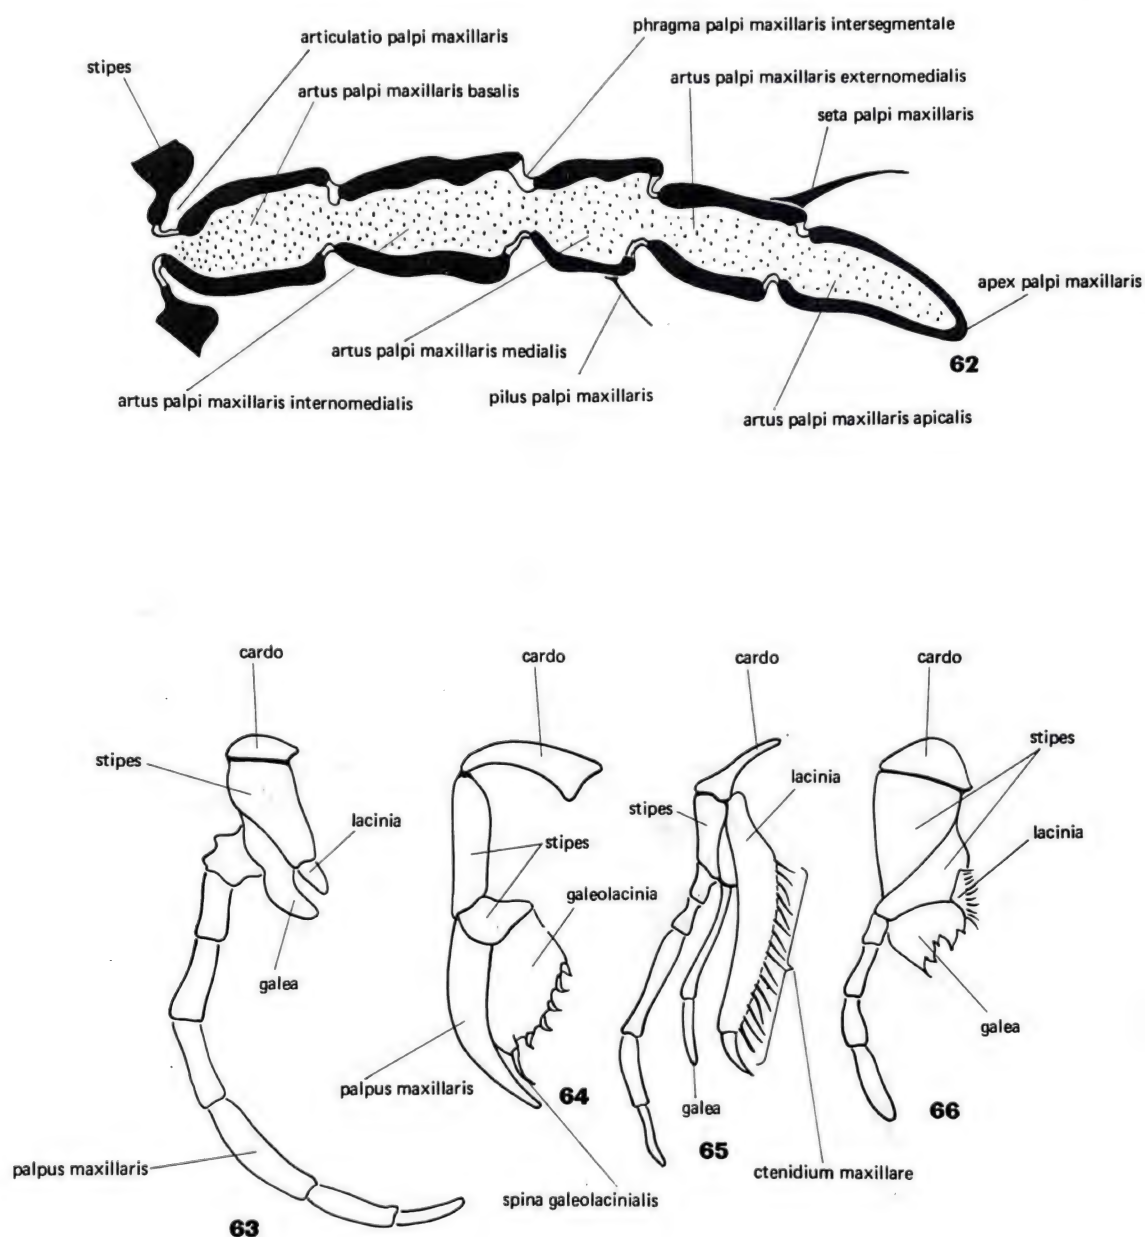 phragma palpi maxillaris intersegmentale
articulatio palpi maxillaris
stipes
artus palpi maxillaris externomedialis
artus palpi maxillaris basalis
seta palpi maxillaris
apex palpi maxillaris
artus palpi maxillaris medialis
62
artus palpi maxillaris internomedialis
pilus palpi maxillaris
artus palpi maxillaris apicalis
cardo
cardo
cardo
cardo
stipes
stipes
lacinia
stipes
lacinia
lacinia
stipes
galeolacinia
galea
galea
palpus maxillaris
64
galea
66
65
palpus maxillaris
ctenidium maxillare
spina galeolacinialis
63